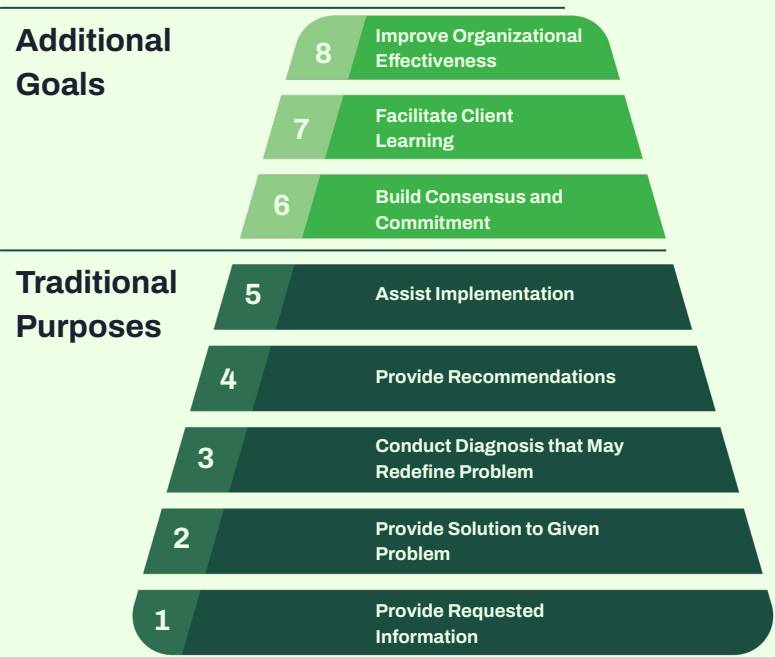 Additional
Goals
8
Improve Organizational
Effectiveness
7
Facilitate Client
Learning
6
Build Consensus and
Commitment
Traditional
Purposes
5
Assist Implementation
4
Provide Recommendations
3
Conduct Diagnosis that May
Redefine Problem
2
Provide Solution to Given
Problem
1
Provide Requested
Information